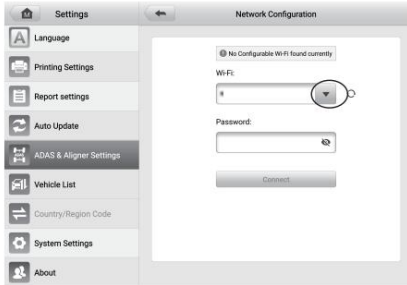 Settings
Network Configuration
Language
Printing Settings
Report settings
Auto Update
ADAS & Aligner Settings
Vehicle List
Country/Region Code
System Settings
About
No Configurable Wi-Fi found currently
Wi-Fi:
Password:
Connect